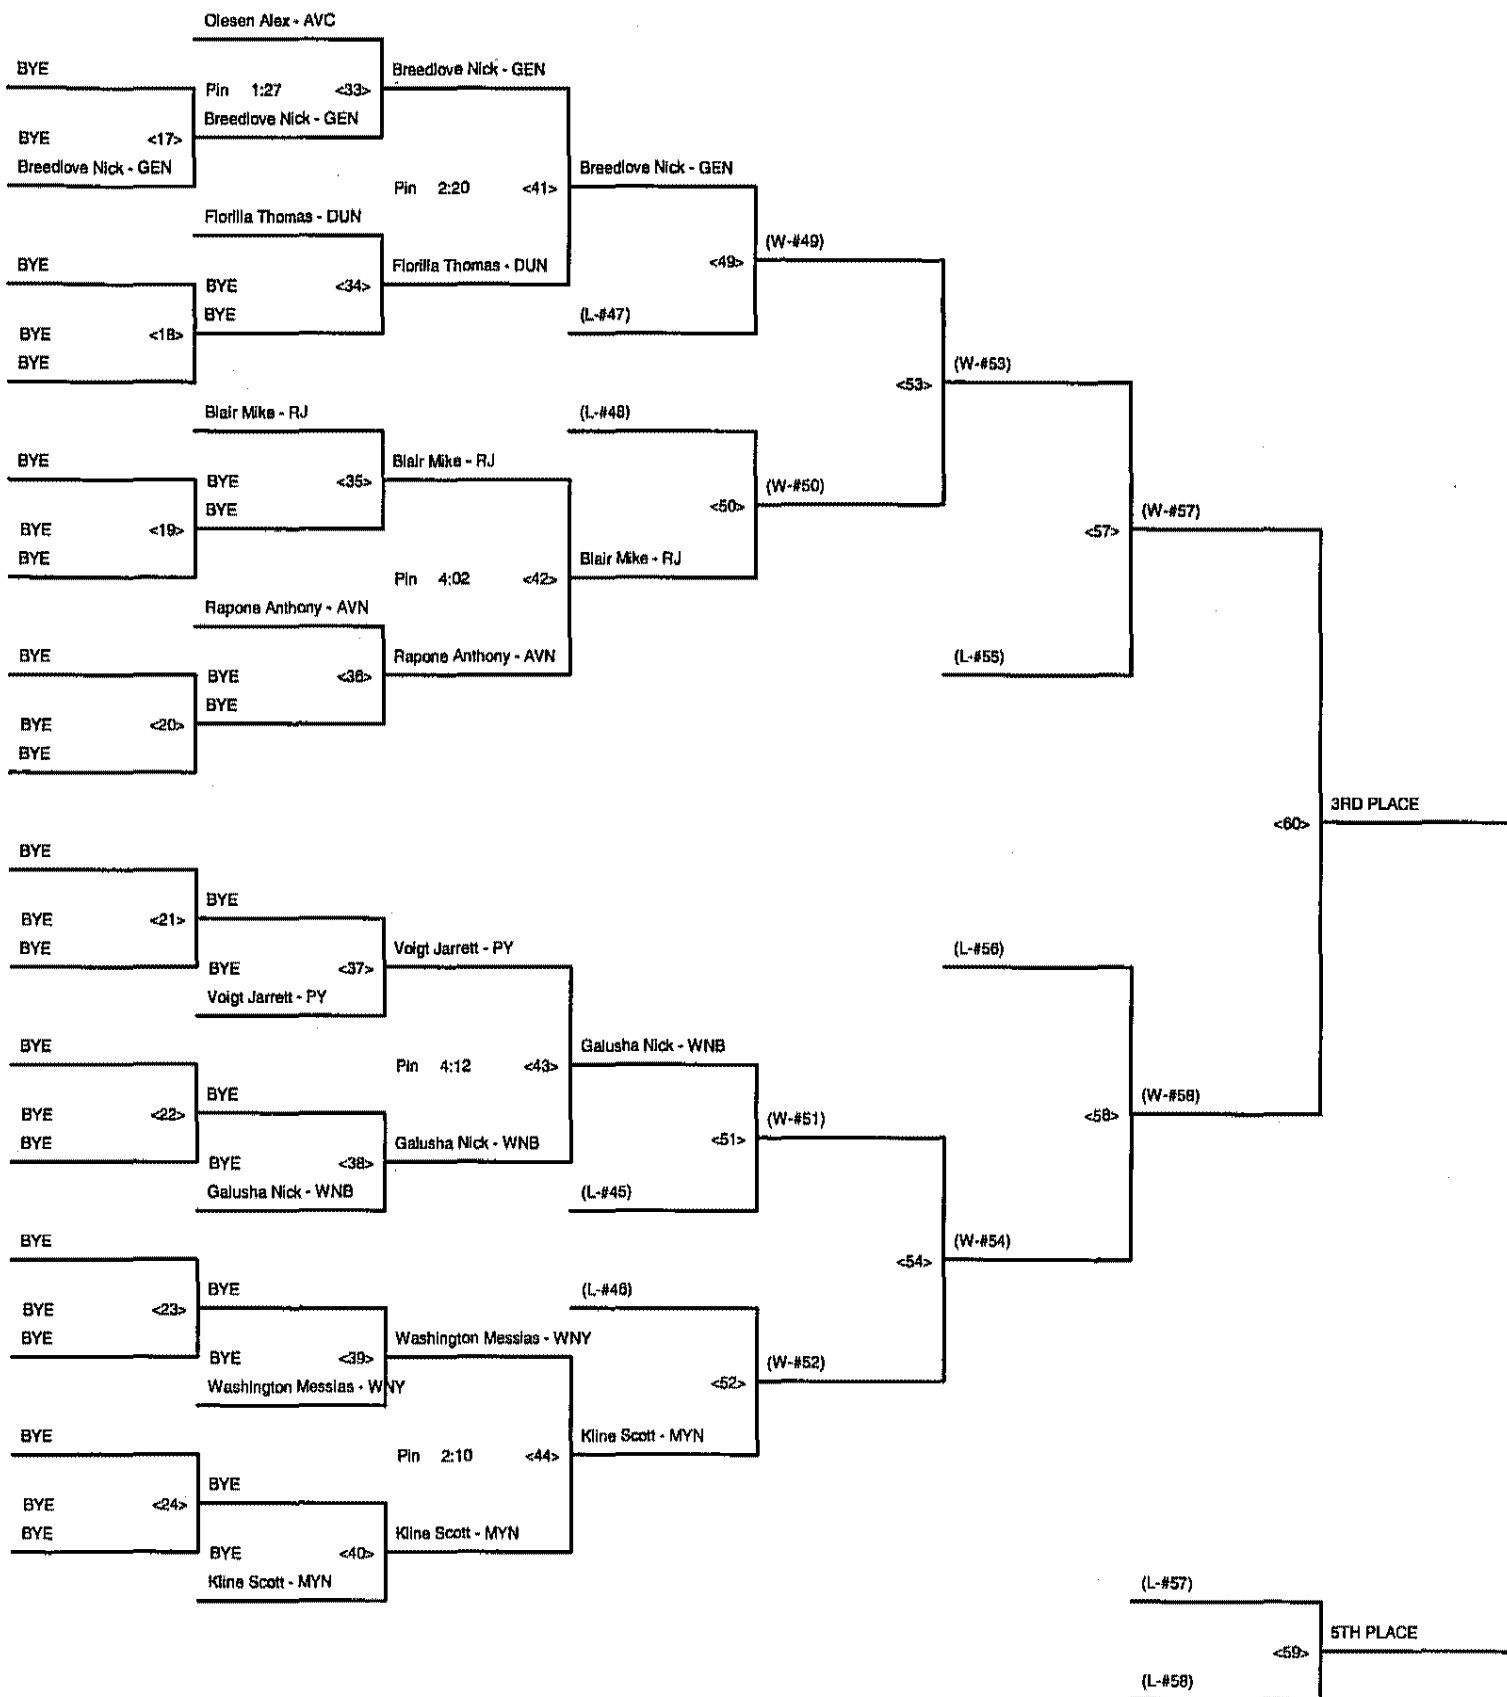 Olesen Alex - AVC
BYE
Breedlove Nick - GEN
Pin 1:27 <33>
Breedlove Nick - GEN
BYE <17>
Breedlove Nick - GEN
Breedlove Nick - GEN
Pin 2:20 <41>
Fiorilla Thomas - DUN
(W-#49)
BYE
Fiorilla Thomas - DUN
<49>
BYE <34>
BYE
(L-#47)
BYE <18>
BYE
(W-#53)
<53>
Blair Mike - RJ
(L-#48)
BYE
Blair Mike - RJ
BYE <35>
(W-#50)
BYE
<50>
(W-#57)
BYE <19>
<57>
BYE
Blair Mike - RJ
Pin 4:02 <42>
Rapone Anthony - AVN
BYE
Rapone Anthony - AVN
(L-#55)
BYE <36>
BYE
BYE <20>
BYE
3RD PLACE
<60>
BYE
BYE
BYE <21>
BYE
Voigt Jarrett - PY
(L-#56)
BYE <37>
Voigt Jarrett - PY
BYE
Galusha Nick - WNB
Pin 4:12 <43>
BYE
(W-#58)
BYE <22>
<58>
(W-#51)
BYE
Galusha Nick - WNB
<51>
BYE <38>
Galusha Nick - WNB
(L-#45)
BYE
(W-#54)
<54>
BYE
(L-#46)
BYE <23>
BYE
Washington Messias - WNY
BYE <39>
(W-#52)
Washington Messias - WNY
<52>
BYE
Kline Scott - MYN
Pin 2:10 <44>
BYE
BYE <24>
BYE
Kline Scott - MYN
BYE <40>
Kline Scott - MYN
(L-#57)
5TH PLACE
<59>
(L-#58)